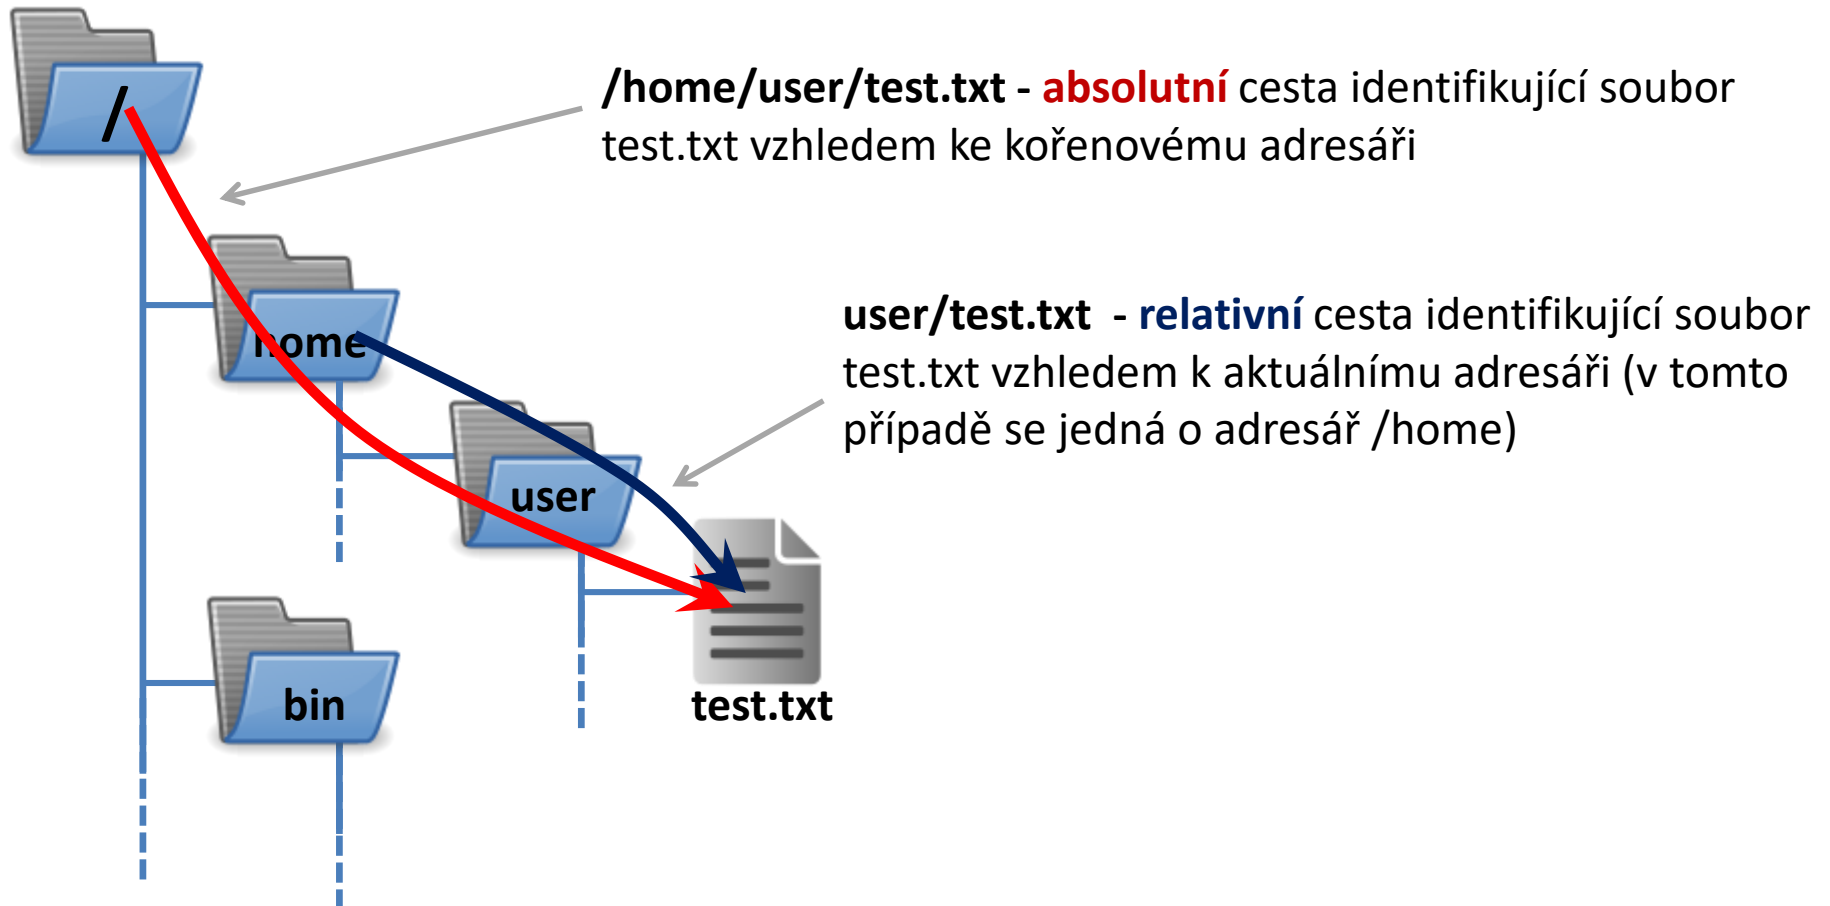 /
/home/user/test.txt - absolutní cesta identifikující soubor
test.txt vzhledem ke kořenovému adresáři
home
user/test.txt - relativní cesta identifikující soubor
test.txt vzhledem k aktuálnímu adresáři (v tomto
případě se jedná o adresář /home)
user
bin
test.txt